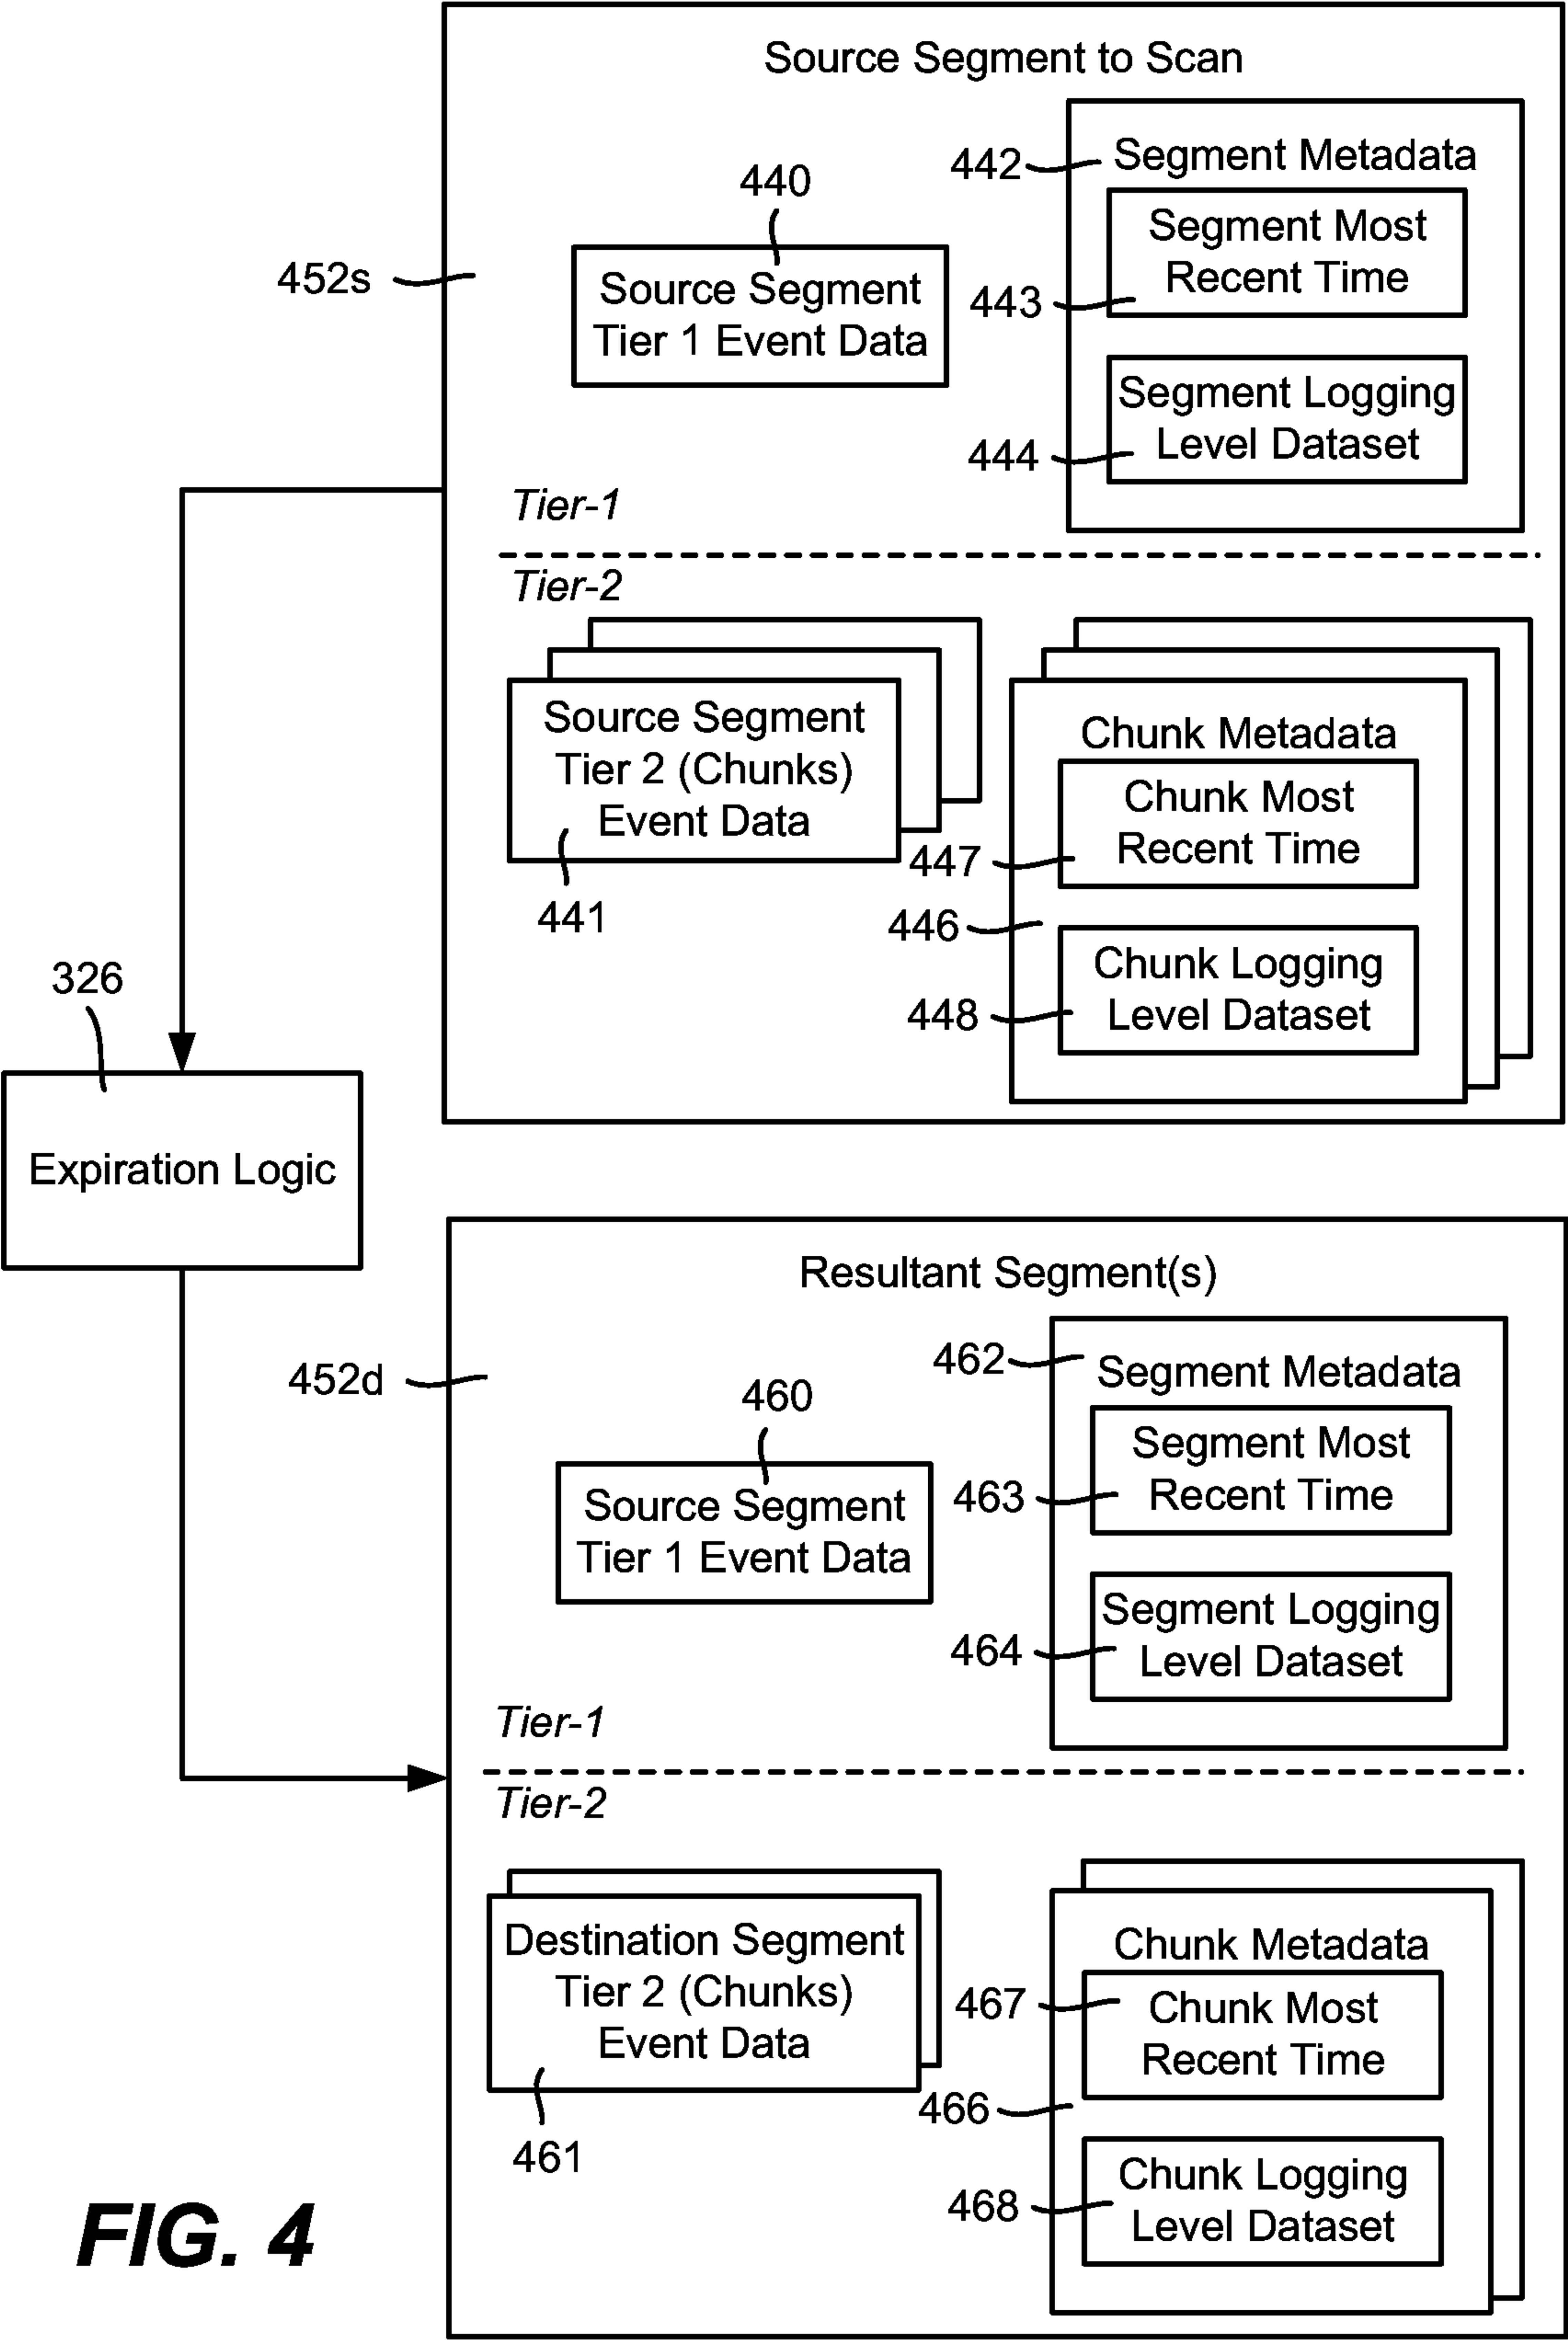 Source Segment to Scan
442
Segment Metadata
440
Segment Most
Recent Time
443
452s
Source Segment
Tier 1 Event Data
Segment Logging
Level Dataset
444
Tier-1
Tier-2
Source Segment
Tier 2 (Chunks)
Event Data
441
Chunk Metadata
Chunk Most
Recent Time
447
446
Chunk Logging
Level Dataset
448
326
Expiration Logic
Resultant Segment(s)
462
Segment Metadata
452d
460
Segment Most
Recent Time
463
Source Segment
Tier 1 Event Data
Segment Logging
Level Dataset
464
Tier-1
Tier-2
Destination Segment
Tier 2 (Chunks)
Event Data
461
Chunk Metadata
467
Chunk Most
Recent Time
466
Chunk Logging
Level Dataset
468
FIG. 4